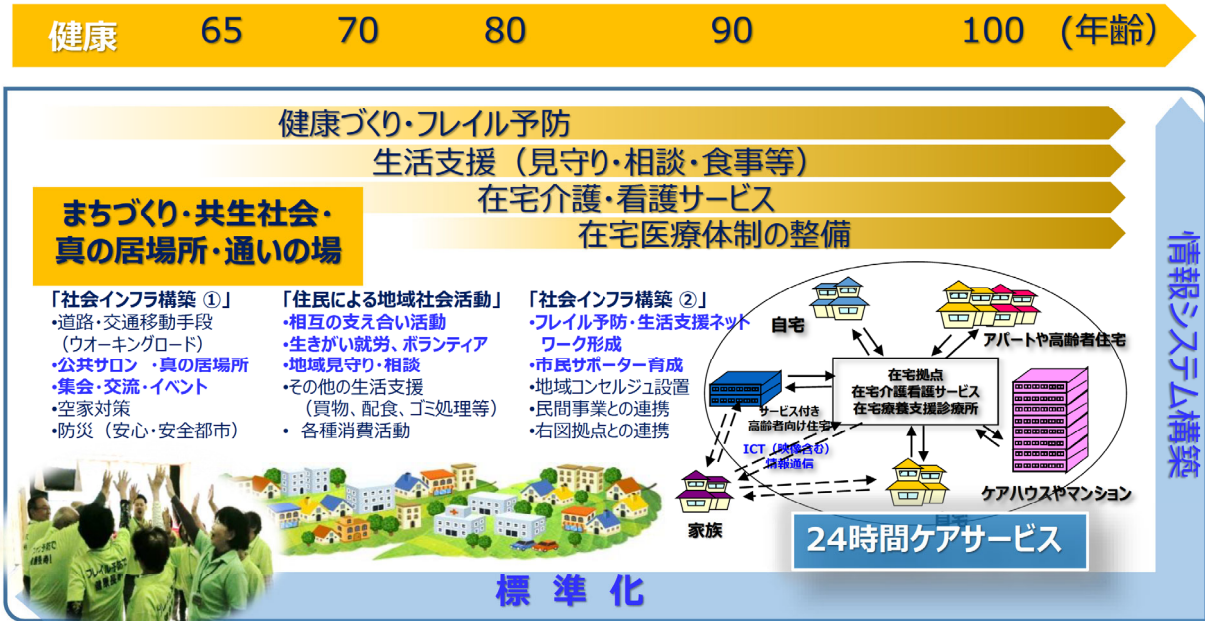 健康 65 70 80 90 100 (年齢)
健康づくり・フレイル予防
生活支援（見守り・相談・食事等）
在宅介護・看護サービス
在宅医療体制の整備
まちづくり・共生社会・
真の居場所・通いの場
「社会インフラ構築 ①」
•道路・交通移動手段
（ウオーキングロード）
•公共サロン ・真の居場所
•集会・交流・イベント
•空家対策
•防災（安心・安全都市）
「住民による地域社会活動」
•相互の支え合い活動
•生きがい就労、ボランティア
•地域見守り・相談
•その他の生活支援
（買物、配食、ゴミ処理等）
• 各種消費活動
「社会インフラ構築 ②」
•フレイル予防・生活支援ネット
ワーク形成
•市民サポーター育成
•地域コンセルジュ設置
•民間事業との連携
•右図拠点との連携
自宅
アパートや高齢者住宅
在宅拠点
在宅介護看護サービス
在宅療養支援診療所
サービス付き
高齢者向け住宅
ICT（映像含む）
情報通信
家族
ケアハウスやマンション
24時間ケアサービス
情報システム構築
フレイル予防で
健康長寿！
標 準 化